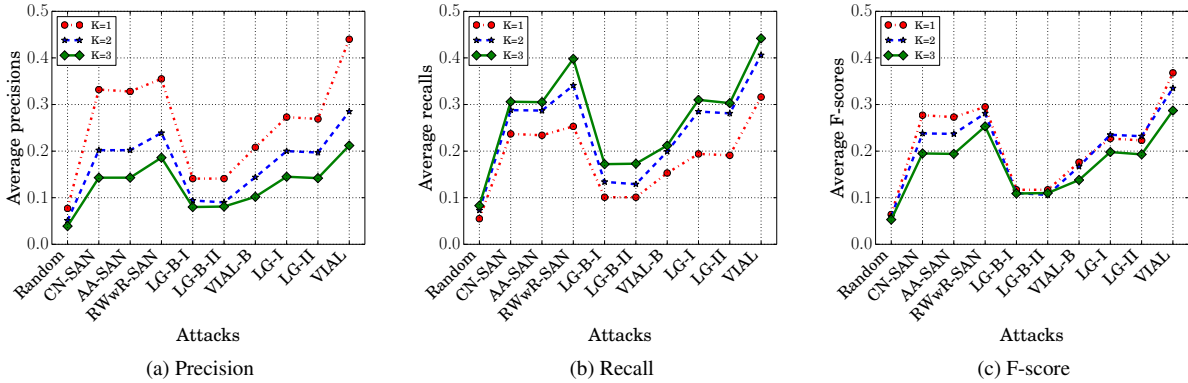 0.5
0.4
0.3
0.2
0.1
0.0
Average precisions
K=1
K=2
K=3
Random
CN-SAN
AA-SAN
RWwR-SAN
LG-B-I
LG-B-II
VIAL-B
LG-I
LG-II
VIAL
Attacks
(a) Precision
0.5
0.4
0.3
0.2
0.1
0.0
Average recalls
K=1
K=2
K=3
Random
CN-SAN
AA-SAN
RWwR-SAN
LG-B-I
LG-B-II
VIAL-B
LG-I
LG-II
VIAL
Attacks
(b) Recall
0.5
0.4
0.3
0.2
0.1
0.0
Average F-scores
K=1
K=2
K=3
Random
CN-SAN
AA-SAN
RWwR-SAN
LG-B-I
LG-B-II
VIAL-B
LG-I
LG-II
VIAL
Attacks
(c) F-score